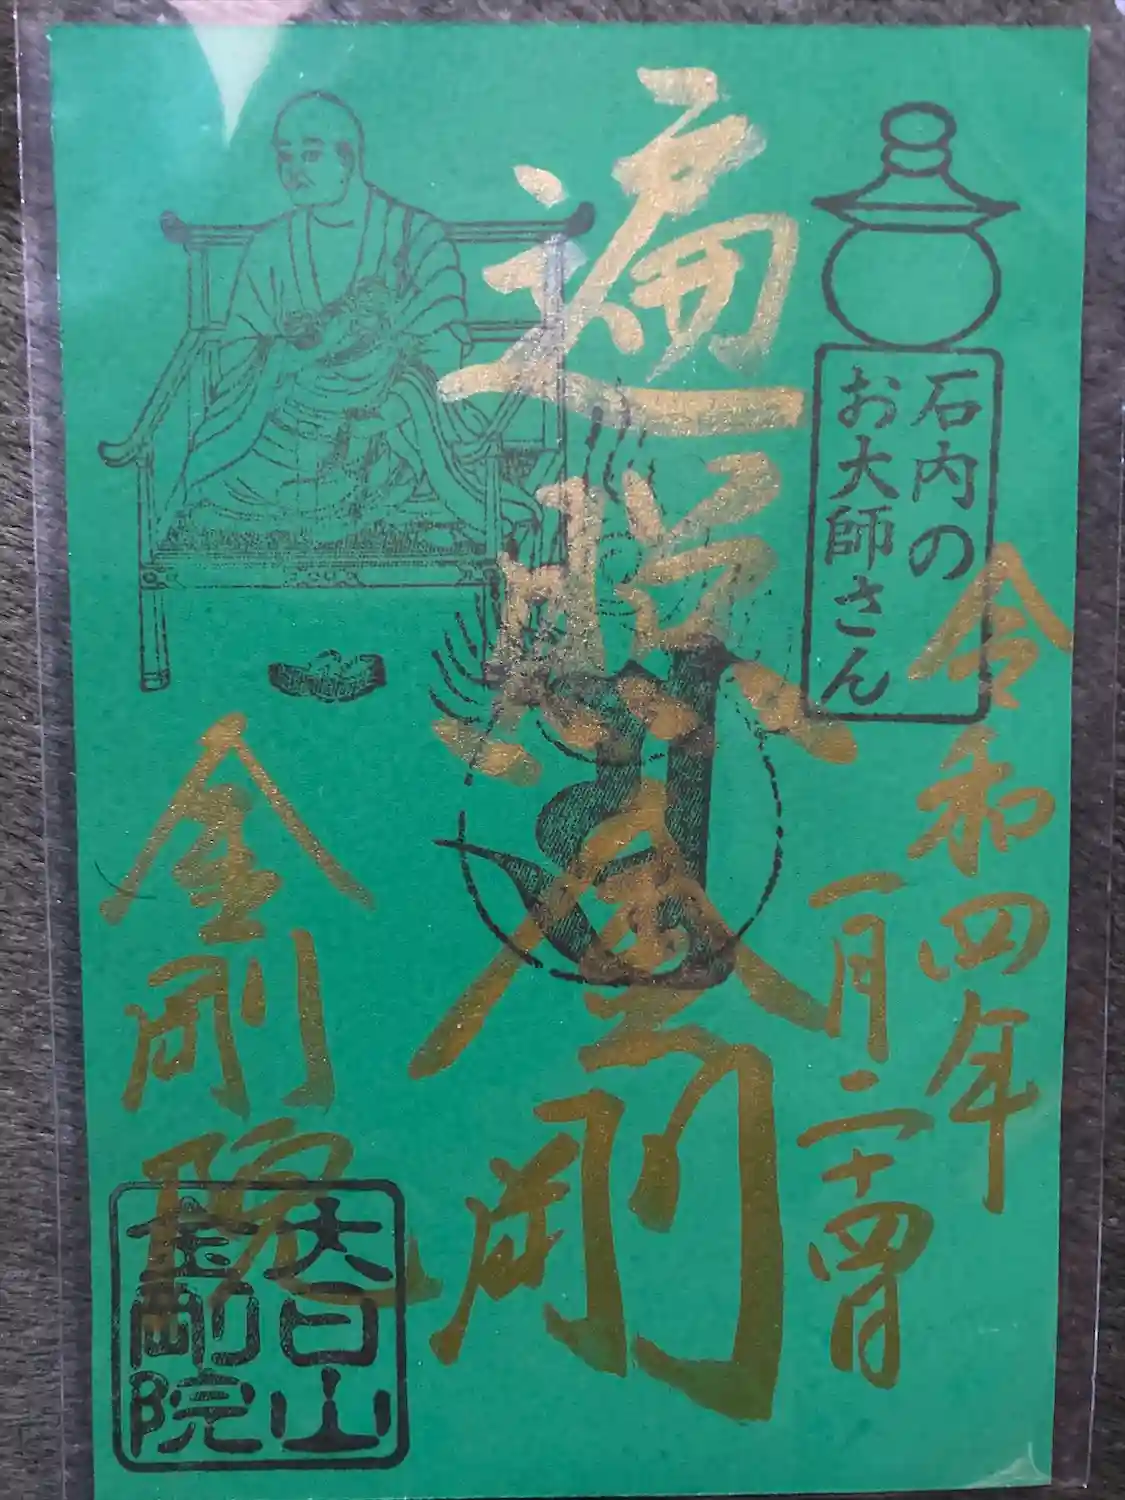 石内の
お大師さん
令和四年
一月二十四日
遍照金剛
金剛院
大日山
金剛院